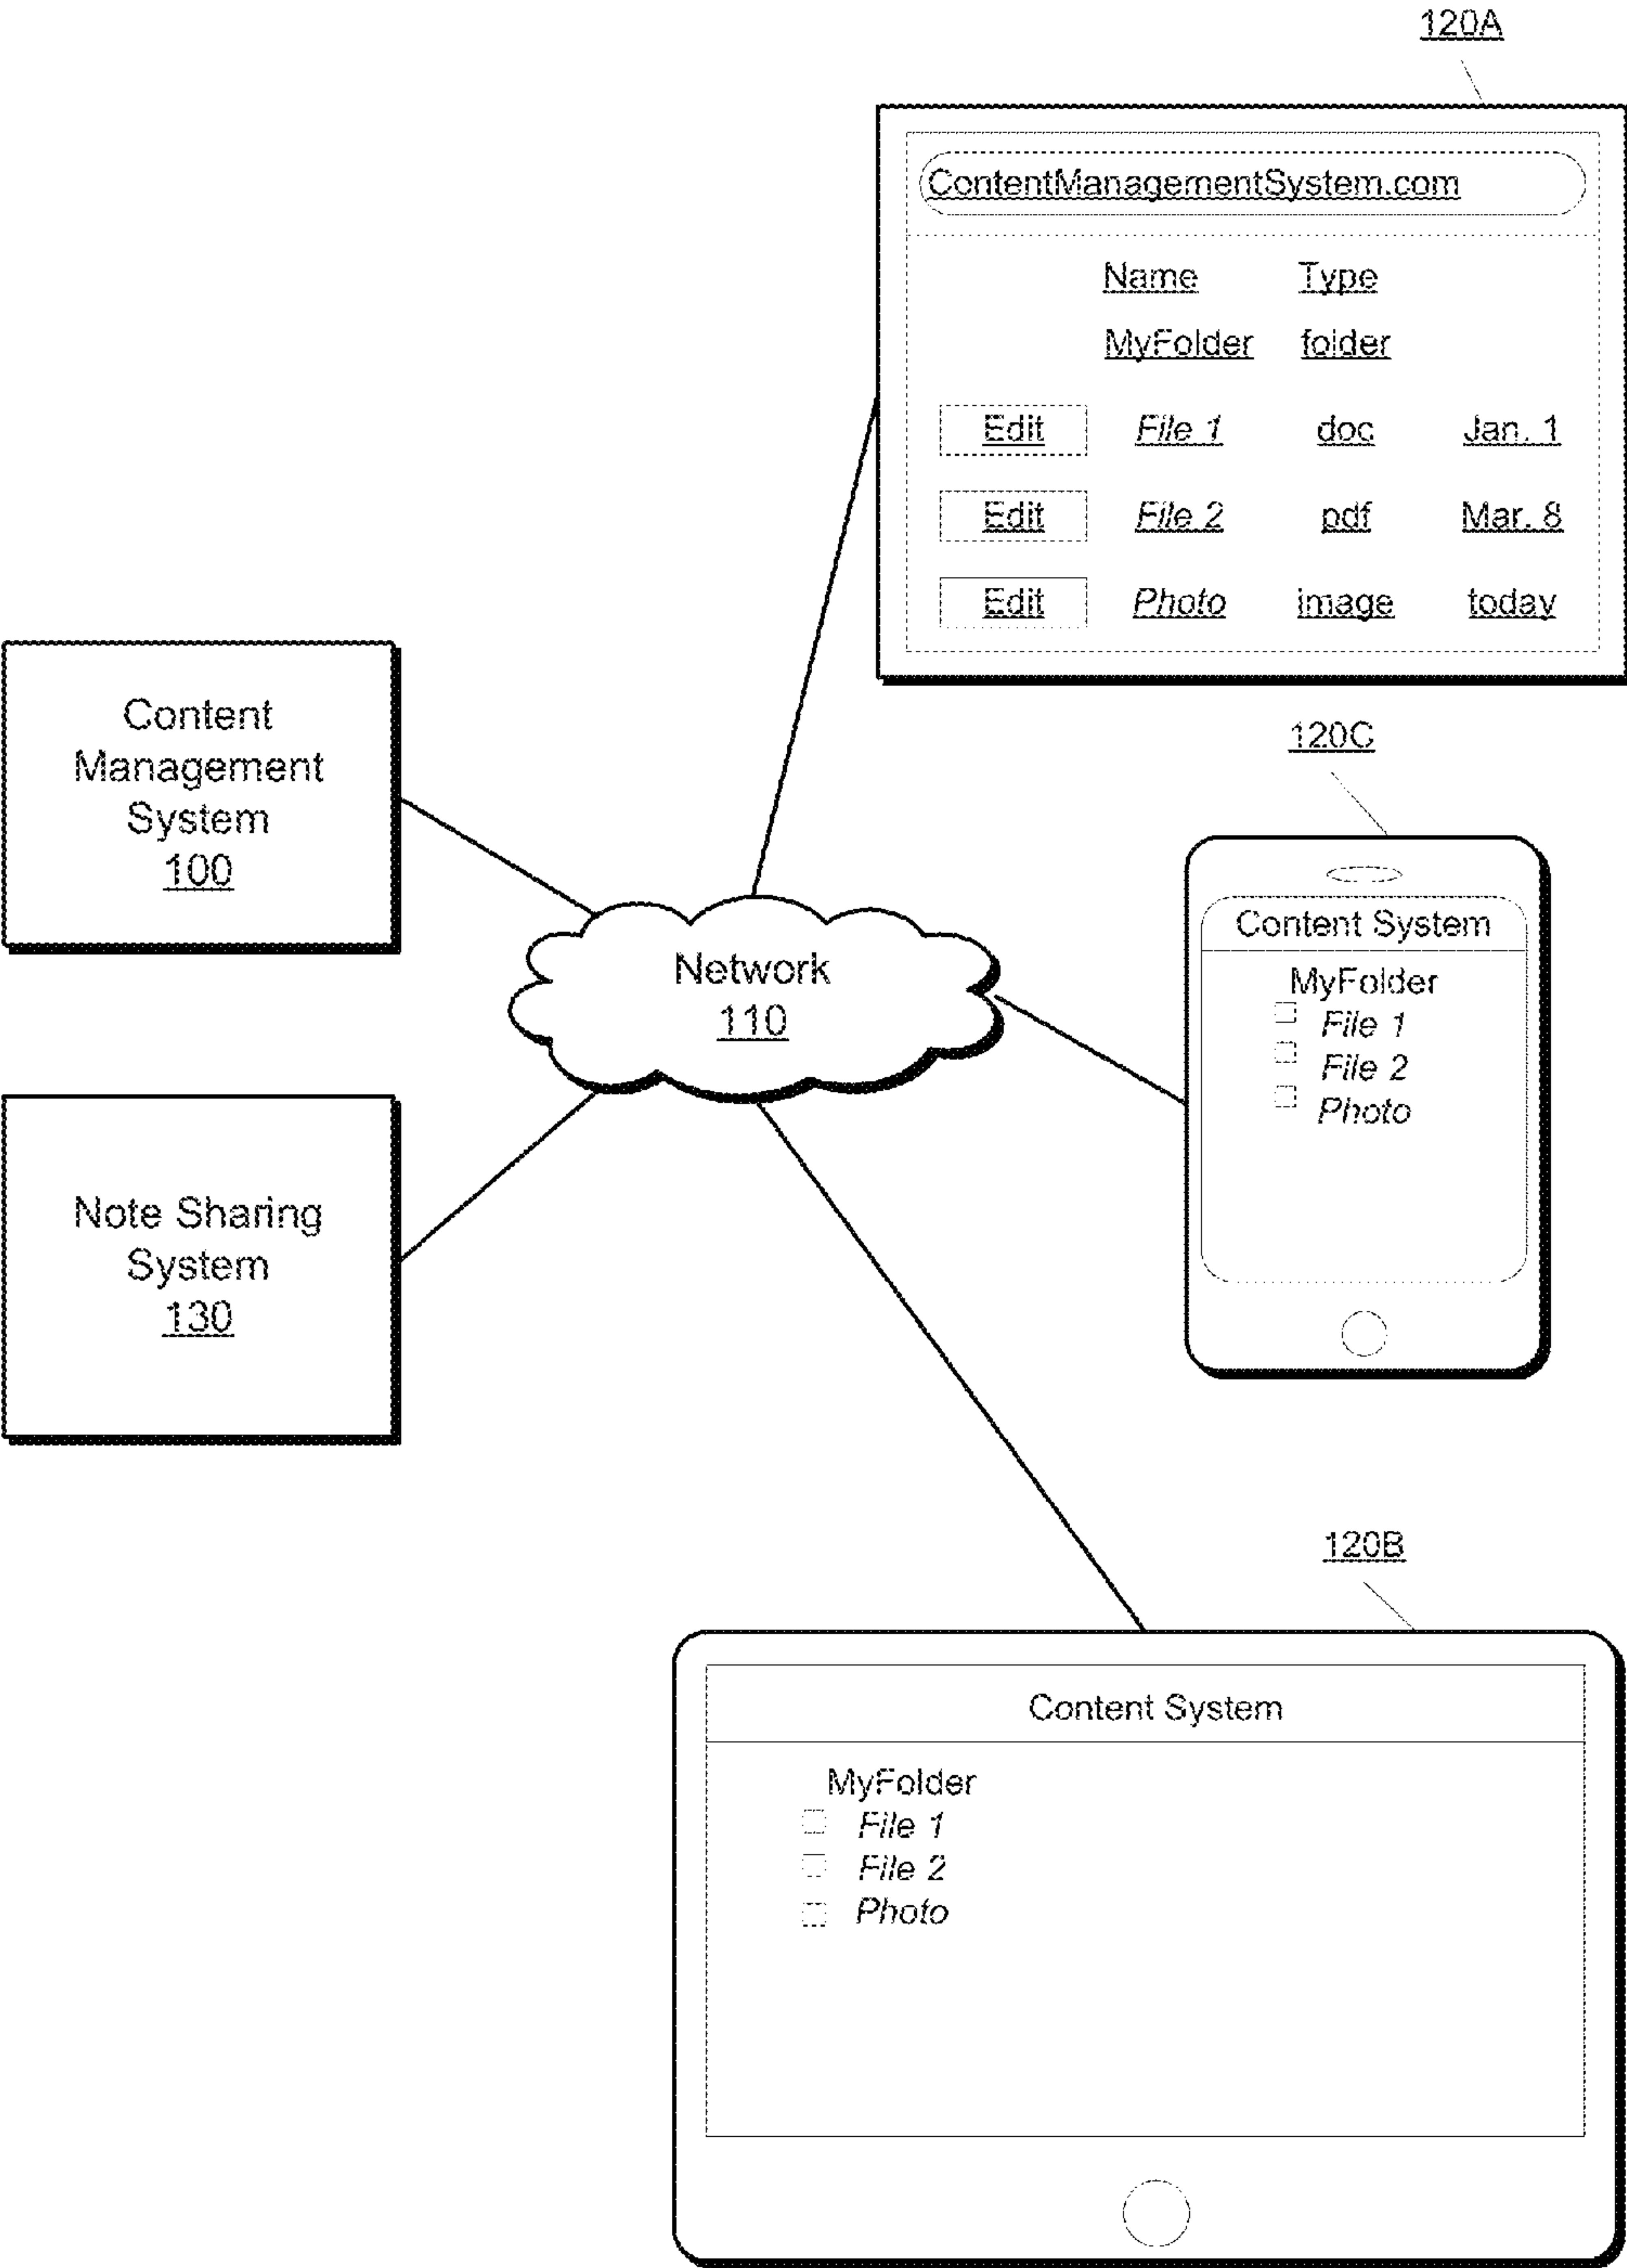 120A
ContentManagementSystem.com
Name Type
MyFolder folder
Edit File 1 doc Jan. 1
Edit File 2 pdf Mar. 8
Edit Photo image today
Content
Management
System
100
120C
Content System
MyFolder
File 1
File 2
Photo
Network
110
Note Sharing
System
130
120B
Content System
MyFolder
File 1
File 2
Photo